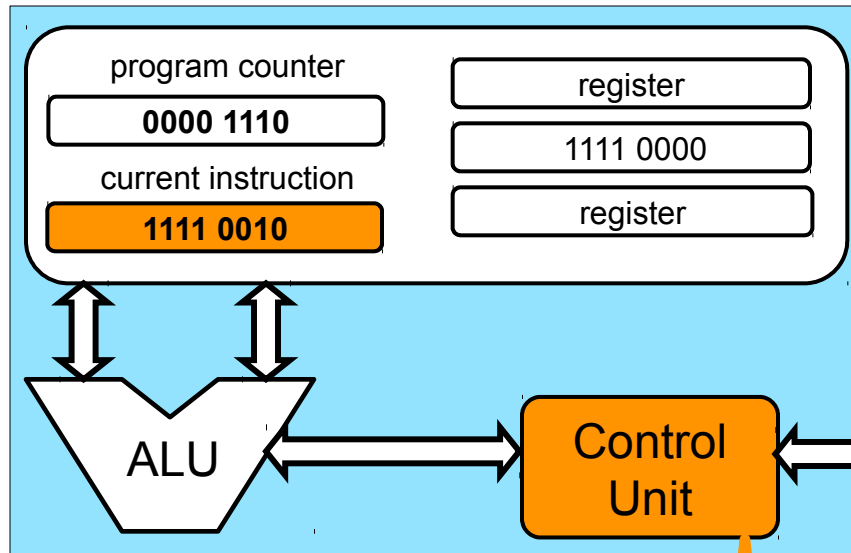 program counter
0000 1110
current instruction
1111 0010
register
1111 0000
register
ALU
Control
Unit